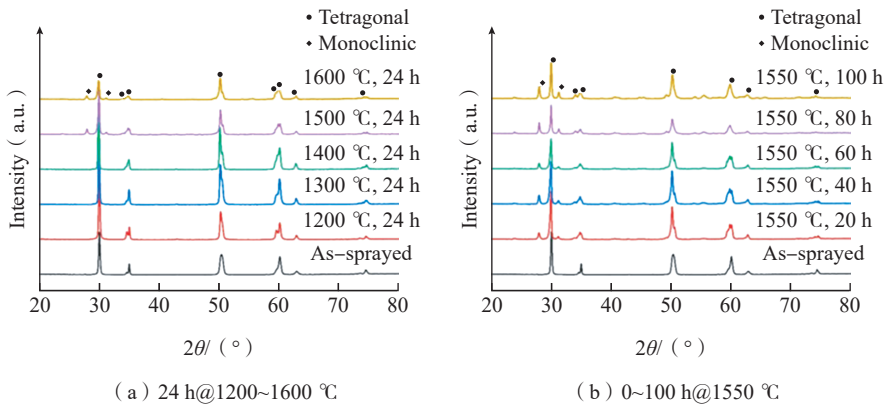 • Tetragonal
◆ Monoclinic
1600 ℃, 24 h
1500 ℃, 24 h
1400 ℃, 24 h
1300 ℃, 24 h
1200 ℃, 24 h
As−sprayed
Intensity（a.u.）
20 30 40 50 60 70 80
2θ/（°）
（a）24 h@1200~1600 ℃
• Tetragonal
◆ Monoclinic
1550 ℃, 100 h
1550 ℃, 80 h
1550 ℃, 60 h
1550 ℃, 40 h
1550 ℃, 20 h
As−sprayed
Intensity（a.u.）
20 30 40 50 60 70 80
2θ/（°）
（b）0~100 h@1550 ℃